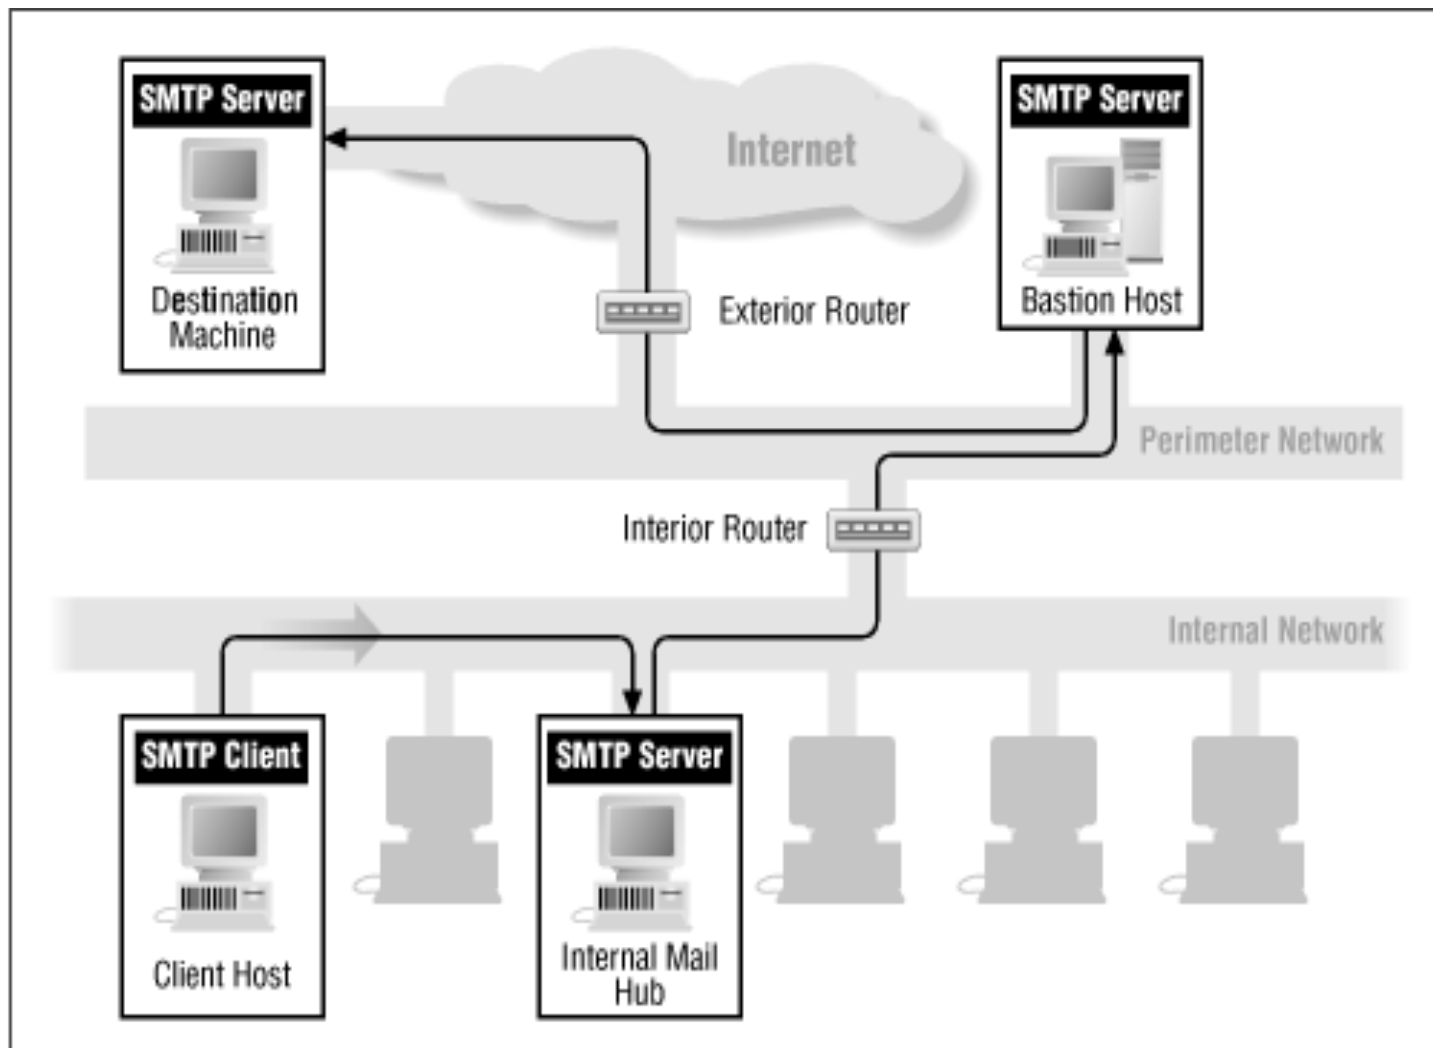 SMTP Server
Destination
Machine
Internet
SMTP Server
Bastion Host
Exterior Router
Perimeter Network
Interior Router
Internal Network
SMTP Client
Client Host
SMTP Server
Internal Mail
Hub